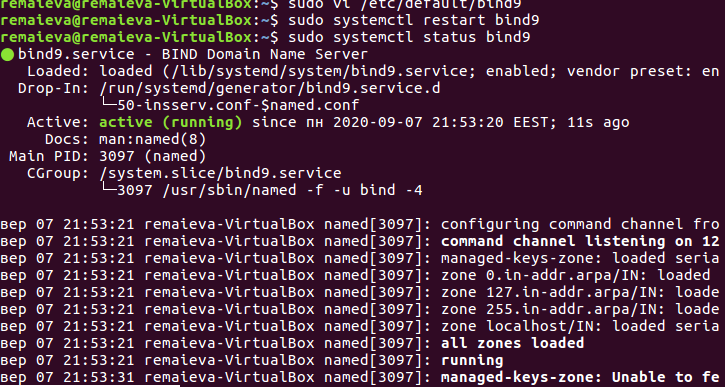 remaieva@remaieva-VirtualBox:~$ sudo vi /etc/default/bind9
remaieva@remaieva-VirtualBox:~$ sudo systemctl restart bind9
remaieva@remaieva-VirtualBox:~$ sudo systemctl status bind9
● bind9.service - BIND Domain Name Server
   Loaded: loaded (/lib/systemd/system/bind9.service; enabled; vendor preset: en
  Drop-In: /run/systemd/generator/bind9.service.d
           └─50-insserv.conf-$named.conf
   Active: active (running) since пн 2020-09-07 21:53:20 EEST; 11s ago
     Docs: man:named(8)
 Main PID: 3097 (named)
   CGroup: /system.slice/bind9.service
           └─3097 /usr/sbin/named -f -u bind -4

вер 07 21:53:21 remaieva-VirtualBox named[3097]: configuring command channel fro
вер 07 21:53:21 remaieva-VirtualBox named[3097]: command channel listening on 12
вер 07 21:53:21 remaieva-VirtualBox named[3097]: managed-keys-zone: loaded seria
вер 07 21:53:21 remaieva-VirtualBox named[3097]: zone 0.in-addr.arpa/IN: loaded
вер 07 21:53:21 remaieva-VirtualBox named[3097]: zone 127.in-addr.arpa/IN: loade
вер 07 21:53:21 remaieva-VirtualBox named[3097]: zone 255.in-addr.arpa/IN: loade
вер 07 21:53:21 remaieva-VirtualBox named[3097]: zone localhost/IN: loaded seria
вер 07 21:53:21 remaieva-VirtualBox named[3097]: all zones loaded
вер 07 21:53:21 remaieva-VirtualBox named[3097]: running
вер 07 21:53:31 remaieva-VirtualBox named[3097]: managed-keys-zone: Unable to fe